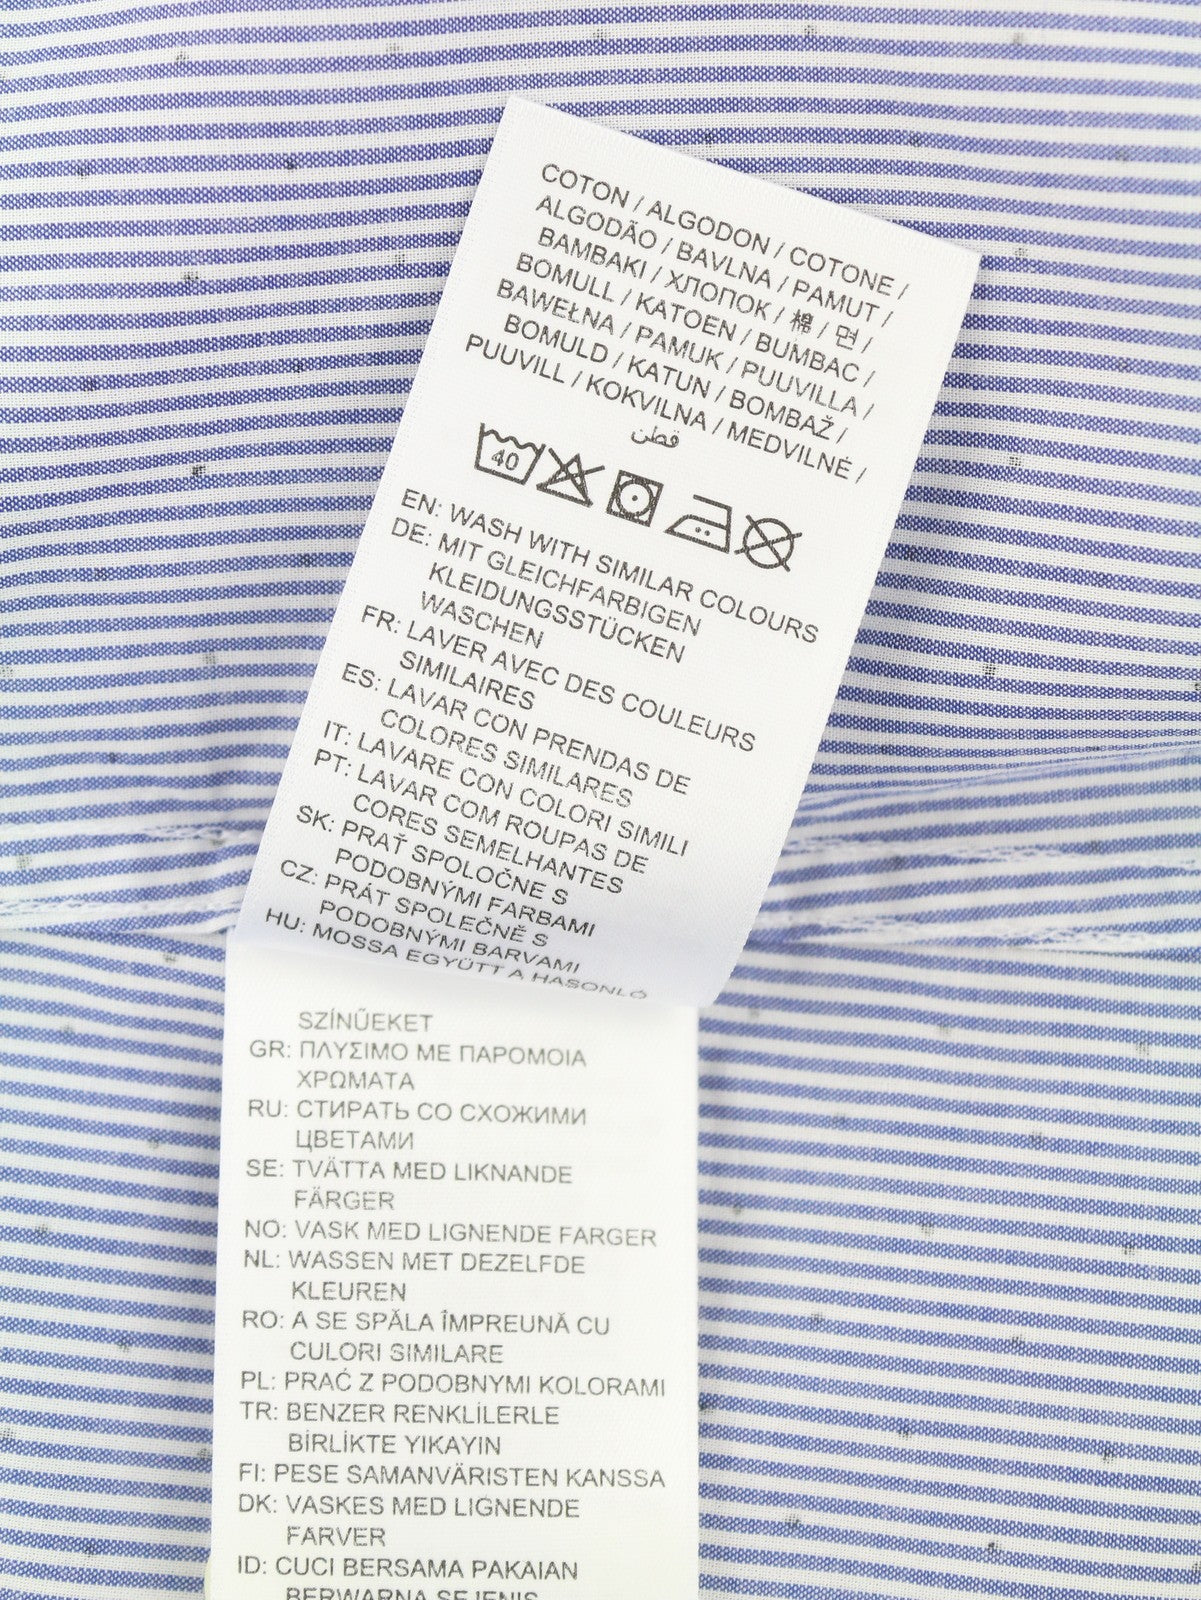 COTON / ALGODON / COTONE /
ALGODÃO / BAVLNA / PAMUT /
BAMBAKI / ХЛОПОК / 棉 / 면 /
BOMULL / KATOEN / BUMBAC /
BAWEŁNA / PAMUK / PUUVILLA /
BOMULD / KATUN / BOMBAŽ /
PUUVILL / KOKVILNA / MEDVILNĖ /
قطن
40
EN: WASH WITH SIMILAR COLOURS
DE: MIT GLEICHFARBIGEN
KLEIDUNGSSTÜCKEN
WASCHEN
FR: LAVER AVEC DES COULEURS
SIMILAIRES
ES: LAVAR CON PRENDAS DE
COLORES SIMILARES
IT: LAVARE CON COLORI SIMILI
PT: LAVAR COM ROUPAS DE
CORES SEMELHANTES
SK: PRAŤ SPOLOČNE S
PODOBNÝMI FARBAMI
CZ: PRÁT SPOLEČNĚ S
PODOBNÝMI BARVAMI
HU: MOSSA EGYÜTT A HASONLÓ
SZÍNŰEKET
GR: ΠΛΥΣΙΜΟ ΜΕ ΠΑΡΟΜΟΙΑ
ΧΡΩΜΑΤΑ
RU: СТИРАТЬ СО СХОЖИМИ
ЦВЕТАМИ
SE: TVÄTTA MED LIKNANDE
FÄRGER
NO: VASK MED LIGNENDE FARGER
NL: WASSEN MET DEZELFDE
KLEUREN
RO: A SE SPĂLA ÎMPREUNĂ CU
CULORI SIMILARE
PL: PRAĆ Z PODOBNYMI KOLORAMI
TR: BENZER RENKLİLERLE
BİRLİKTE YIKAYIN
FI: PESE SAMANVÄRISTEN KANSSA
DK: VASKES MED LIGNENDE
FARVER
ID: CUCI BERSAMA PAKAIAN
BERWARNA SEJENIS